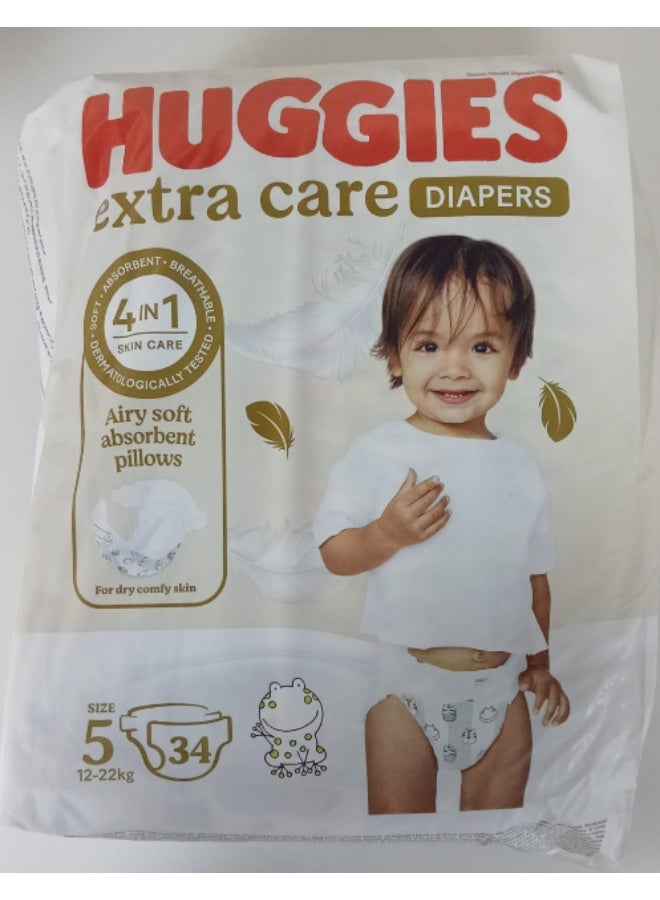 HUGGIES
extra care DIAPERS
SOFT • ABSORBENT • BREATHABLE • DERMATOLOGICALLY TESTED •
4 IN 1
SKIN CARE
Airy soft
absorbent
pillows
For dry comfy skin
SIZE
5
12-22kg
34